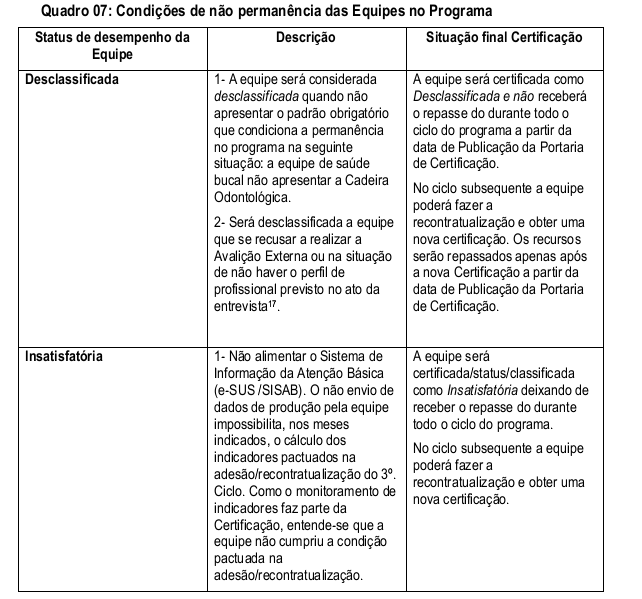 Quadro 07: Condições de não permanência das Equipes no Programa
Status de desempenho da
Equipe
Descrição
Situação final Certificação
Desclassificada
1- A equipe será considerada
desclassificada quando não
apresentar o padrão obrigatório
que condiciona a permanência
no programa na seguinte
situação: a equipe de saúde
bucal não apresentar a Cadeira
Odontológica.
2- Será desclassificada a equipe
que se recusar a realizar a
Avalição Externa ou na situação
de não haver o perfil de
profissional previsto no ato da
entrevista¹⁷.
A equipe será certificada como
Desclassificada e não receberá
o repasse do durante todo o
ciclo do programa a partir da
data de Publicação da Portaria
de Certificação.
No ciclo subsequente a equipe
poderá fazer a
recontratualização e obter uma
nova certificação. Os recursos
serão repassados apenas após
a nova Certificação a partir da
data de Publicação da Portaria
de Certificação.
Insatisfatória
1- Não alimentar o Sistema de
Informação da Atenção Básica
(e-SUS /SISAB). O não envio de
dados de produção pela equipe
impossibilita, nos meses
indicados, o cálculo dos
indicadores pactuados na
adesão/recontratualização do 3º.
Ciclo. Como o monitoramento de
indicadores faz parte da
Certificação, entende-se que a
equipe não cumpriu a condição
pactuada na
adesão/recontratualização.
A equipe será
certificada/status/classificada
como Insatisfatória deixando de
receber o repasse do durante
todo o ciclo do programa.
No ciclo subsequente a equipe
poderá fazer a
recontratualização e obter uma
nova certificação.